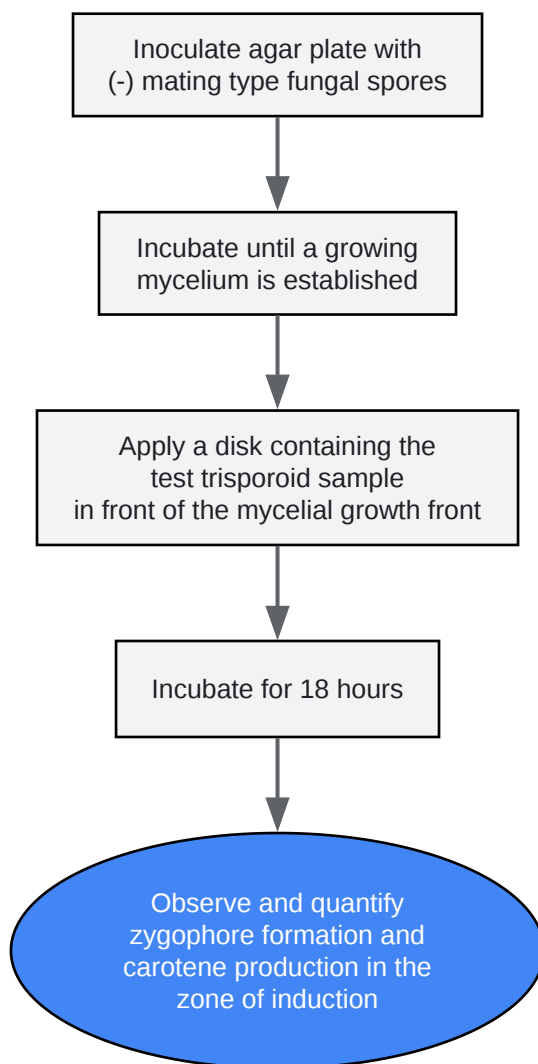 Inoculate agar plate with
(-) mating type fungal spores
Incubate until a growing
mycelium is established
Apply a disk containing the
test trisporoid sample
in front of the mycelial growth front
Incubate for 18 hours
Observe and quantify
zygophore formation and
carotene production in the
zone of induction